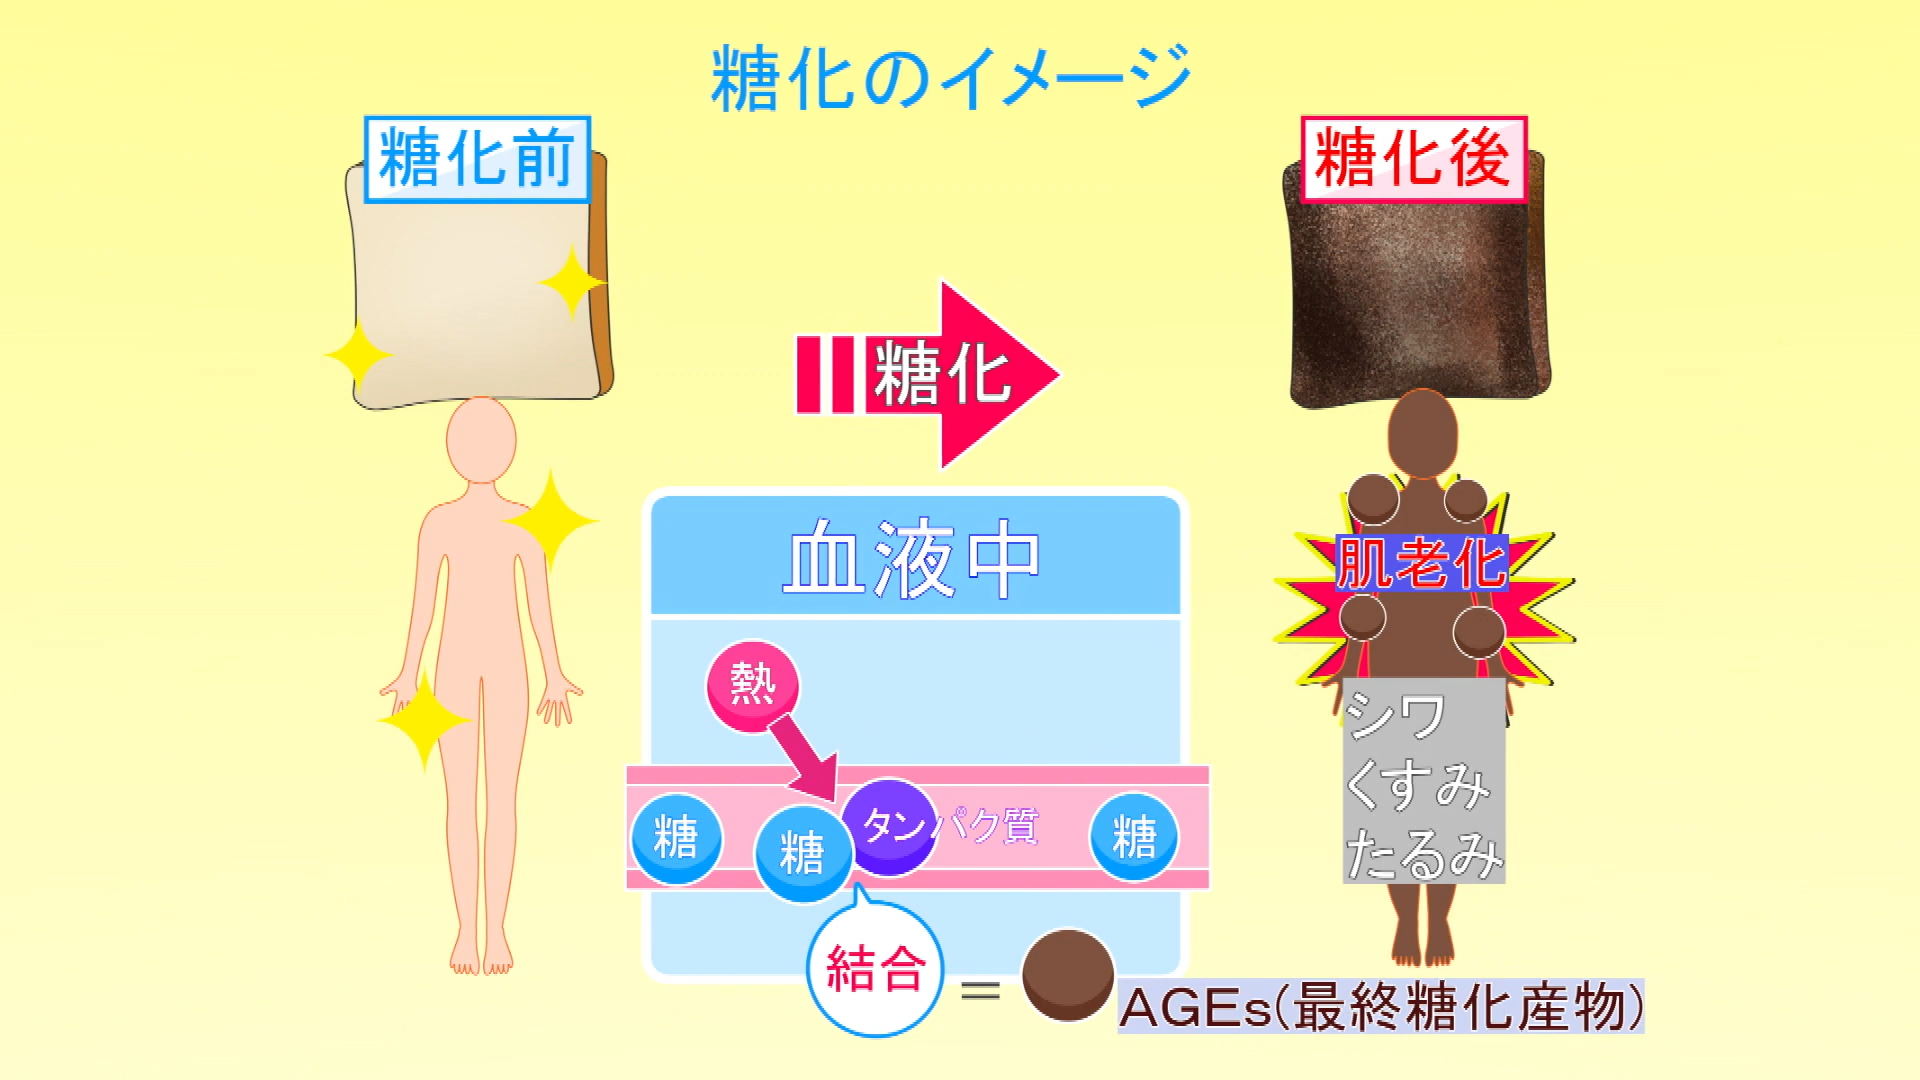 糖化のイメージ
糖化前
糖化後
糖化
血液中
熱
糖
糖
タンパク質
糖
結合
=
AGEs(最終糖化産物)
肌老化
シワ
くすみ
たるみ